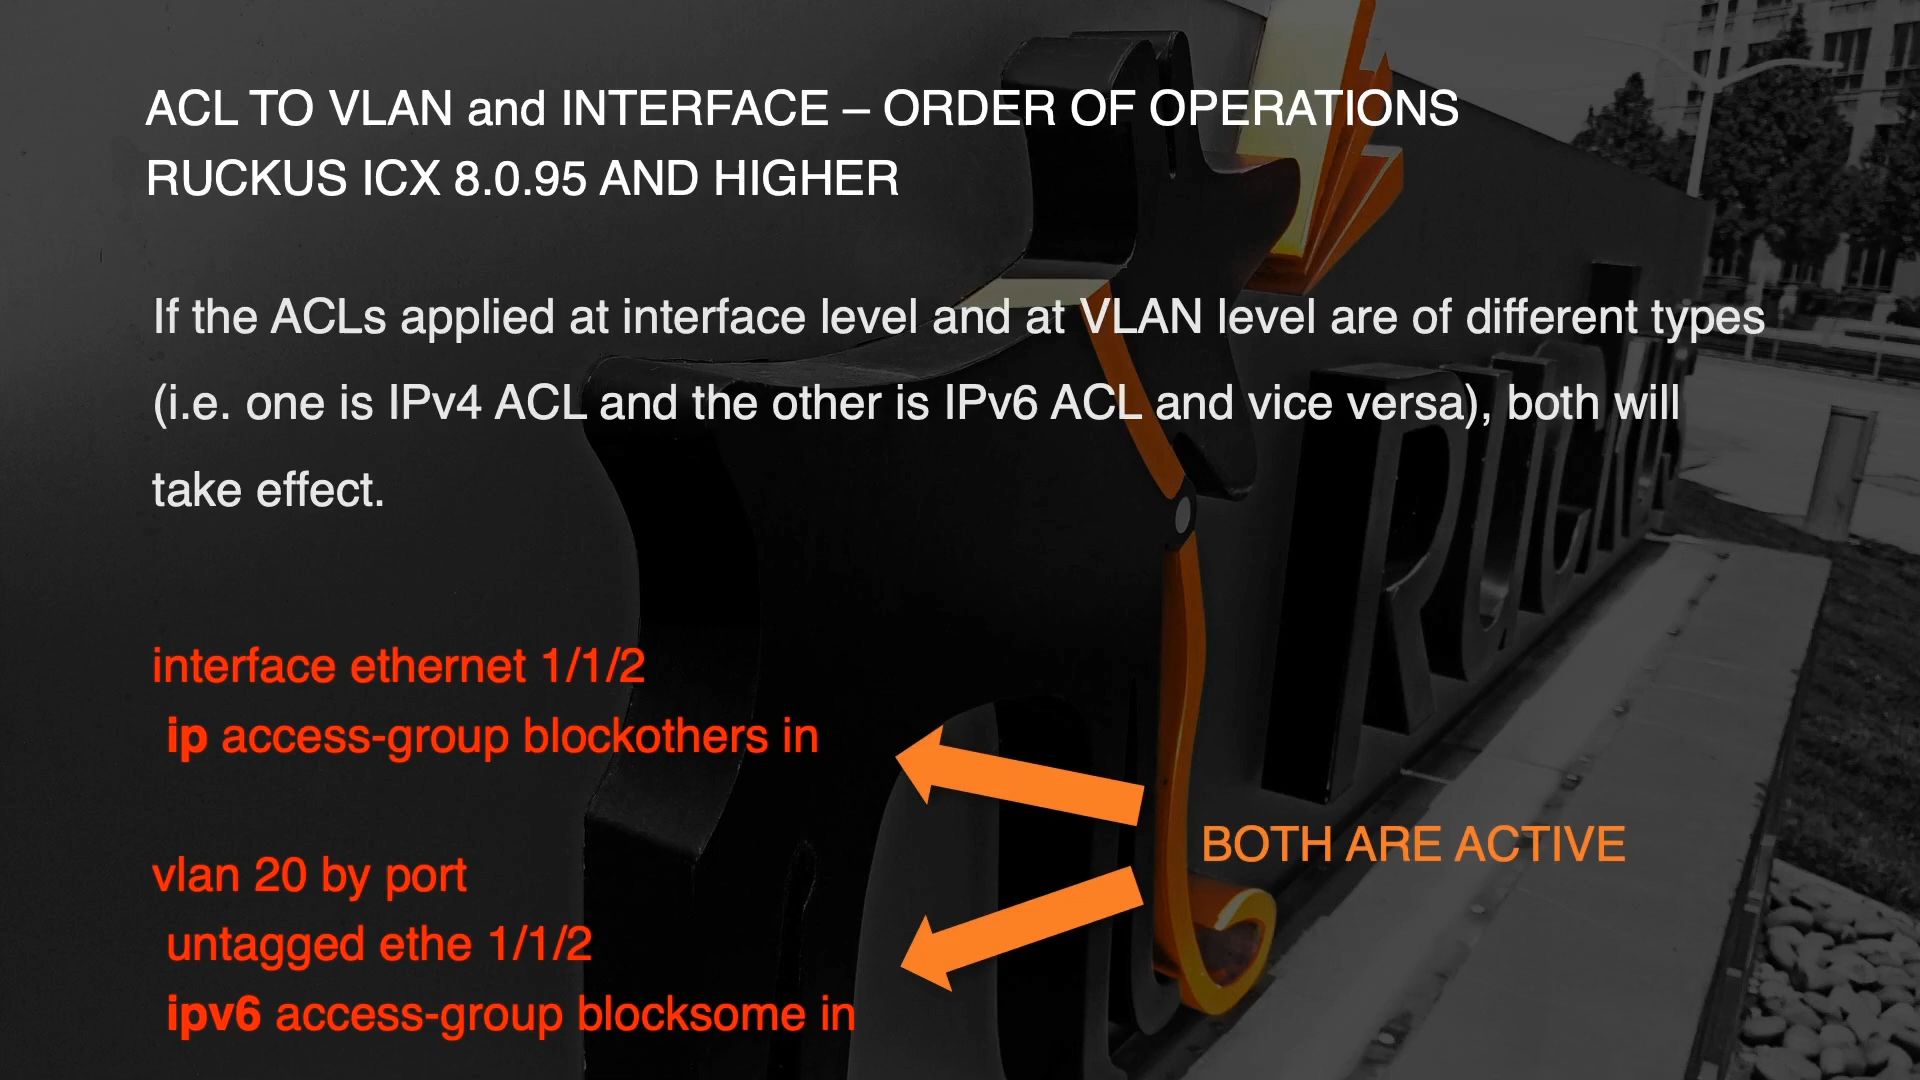 ACL TO VLAN and INTERFACE – ORDER OF OPERATIONS
RUCKUS ICX 8.0.95 AND HIGHER
If the ACLs applied at interface level and at VLAN level are of different types
(i.e. one is IPv4 ACL and the other is IPv6 ACL and vice versa), both will
take effect.
interface ethernet 1/1/2
ip access-group blockothers in
vlan 20 by port
untagged ethe 1/1/2
ipv6 access-group blocksome in
BOTH ARE ACTIVE
RUCKUS